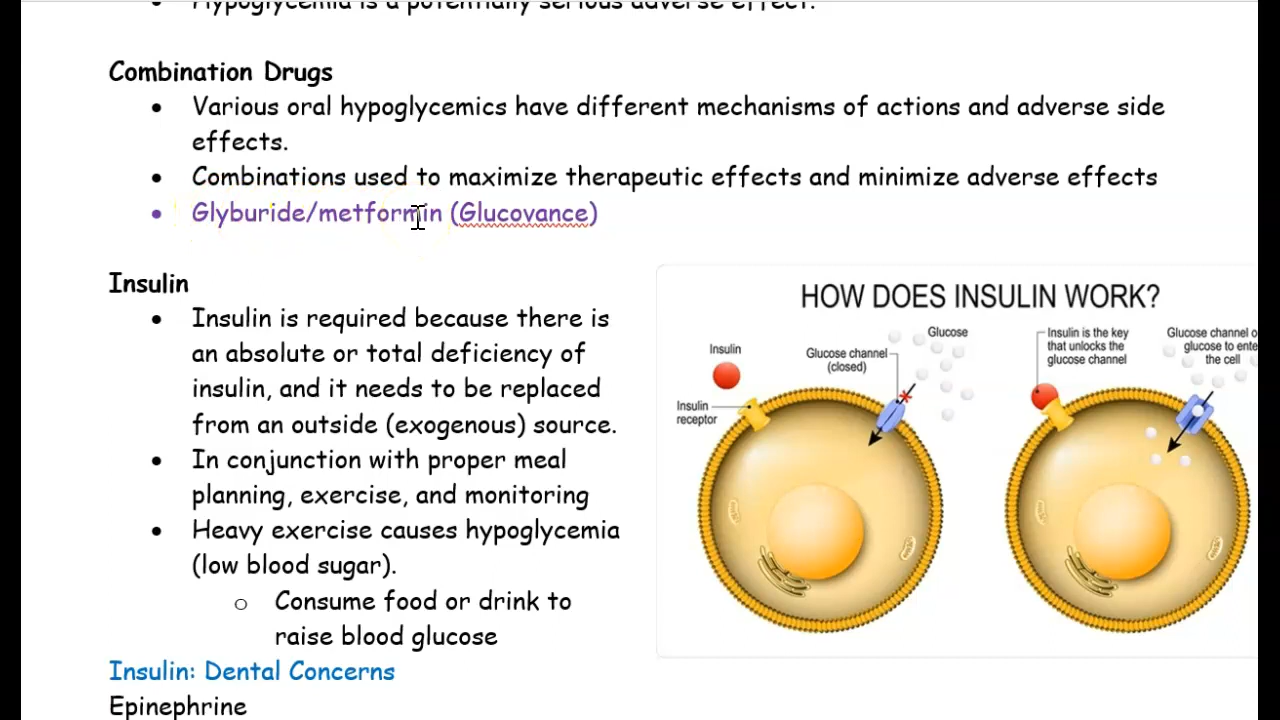 Hypoglycemia is a potentially serious adverse effect.
Combination Drugs
• Various oral hypoglycemics have different mechanisms of actions and adverse side
effects.
• Combinations used to maximize therapeutic effects and minimize adverse effects
• Glyburide/metformin (Glucovance)
Insulin
• Insulin is required because there is
an absolute or total deficiency of
insulin, and it needs to be replaced
from an outside (exogenous) source.
• In conjunction with proper meal
planning, exercise, and monitoring
• Heavy exercise causes hypoglycemia
(low blood sugar).
o Consume food or drink to
raise blood glucose
HOW DOES INSULIN WORK?
Insulin
Insulin
receptor
Glucose channel
(closed)
Glucose
Insulin is the key
that unlocks the
glucose channel
Glucose channel o
glucose to ente
the cell
Insulin: Dental Concerns
Epinephrine